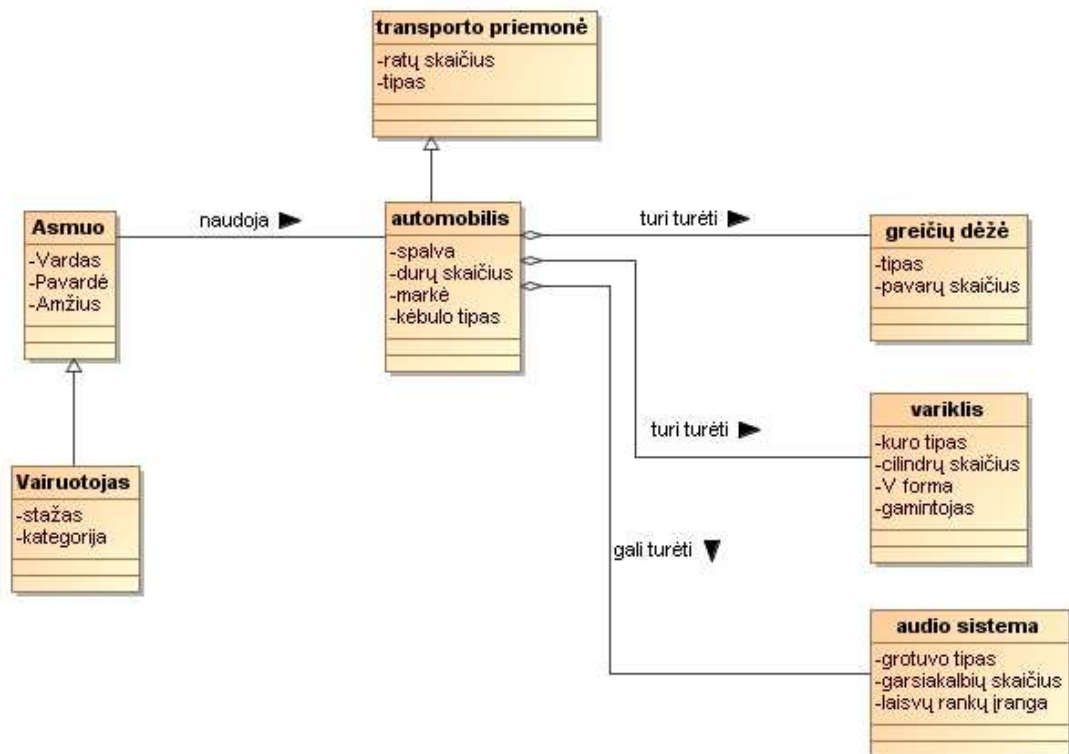 transporto priemonė
-ratų skaičius
-tipas
Asmuo
-Vardas
-Pavardė
-Amžius
naudoja
automobilis
-spalva
-durų skaičius
-markė
-kėbulo tipas
turi turėti
greičių dėžė
-tipas
-pavarų skaičius
turi turėti
variklis
-kuro tipas
-cilindrų skaičius
-V forma
-gamintojas
Vairuotojas
-stažas
-kategorija
gali turėti
audio sistema
-grotuvo tipas
-garsiakalbių skaičius
-laisvų rankų įranga